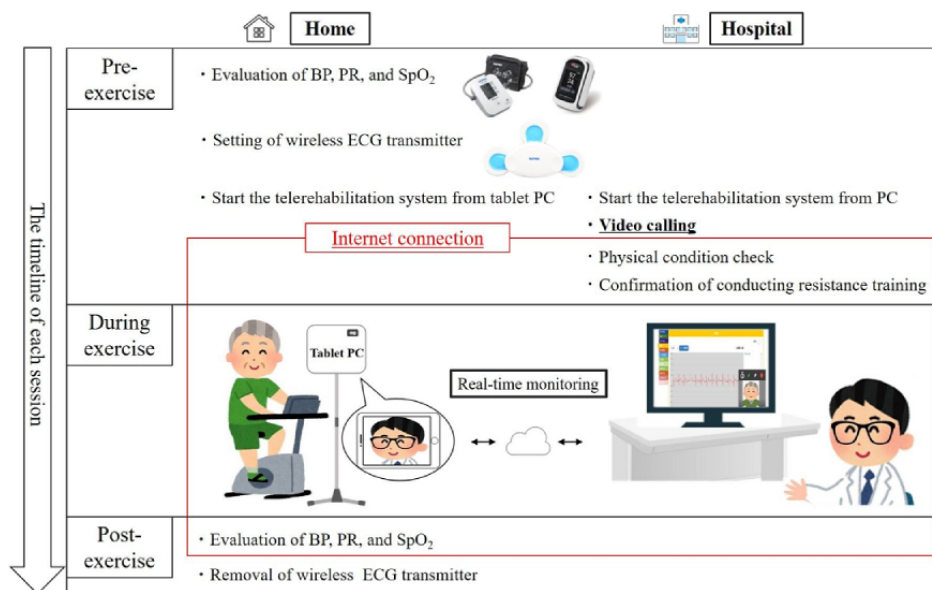 Home
Hospital
The timeline of each session
Pre-
exercise
・Evaluation of BP, PR, and SpO₂
・Setting of wireless ECG transmitter
・Start the telerehabilitation system from tablet PC
・Start the telerehabilitation system from PC
・Video calling
Internet connection
・Physical condition check
・Confirmation of conducting resistance training
During
exercise
Tablet PC
Real-time monitoring
Post-
exercise
・Evaluation of BP, PR, and SpO₂
・Removal of wireless ECG transmitter